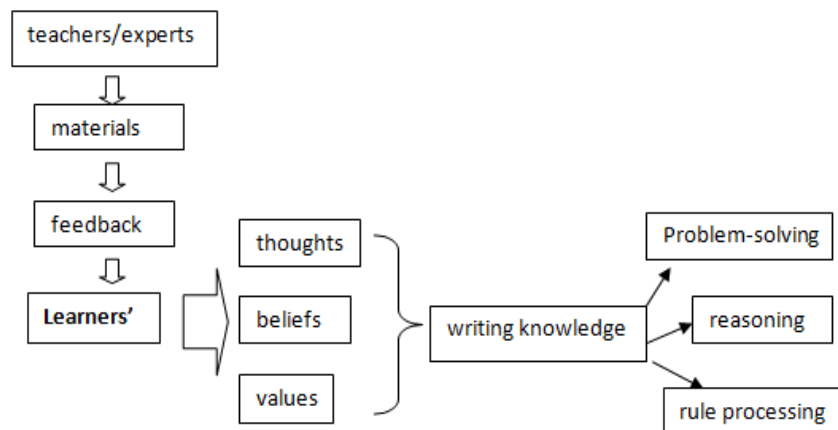 teachers/experts
materials
feedback
Learners’
thoughts
beliefs
values
writing knowledge
Problem-solving
reasoning
rule processing